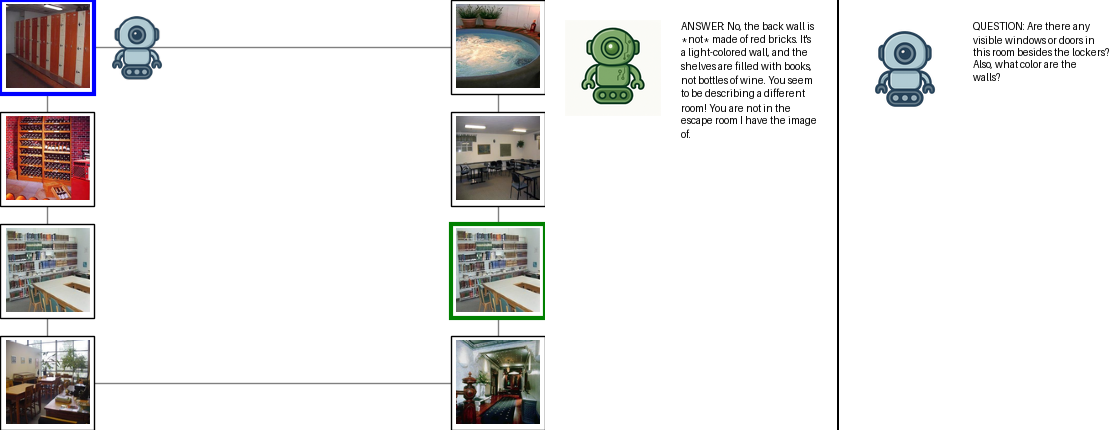 ANSWER: No, the back wall is
*not* made of red bricks. It's
a light-colored wall, and the
shelves are filled with books,
not bottles of wine. You seem
to be describing a different
room! You are not in the
escape room I have the image
of.
QUESTION: Are there any
visible windows or doors in
this room besides the lockers?
Also, what color are the
walls?